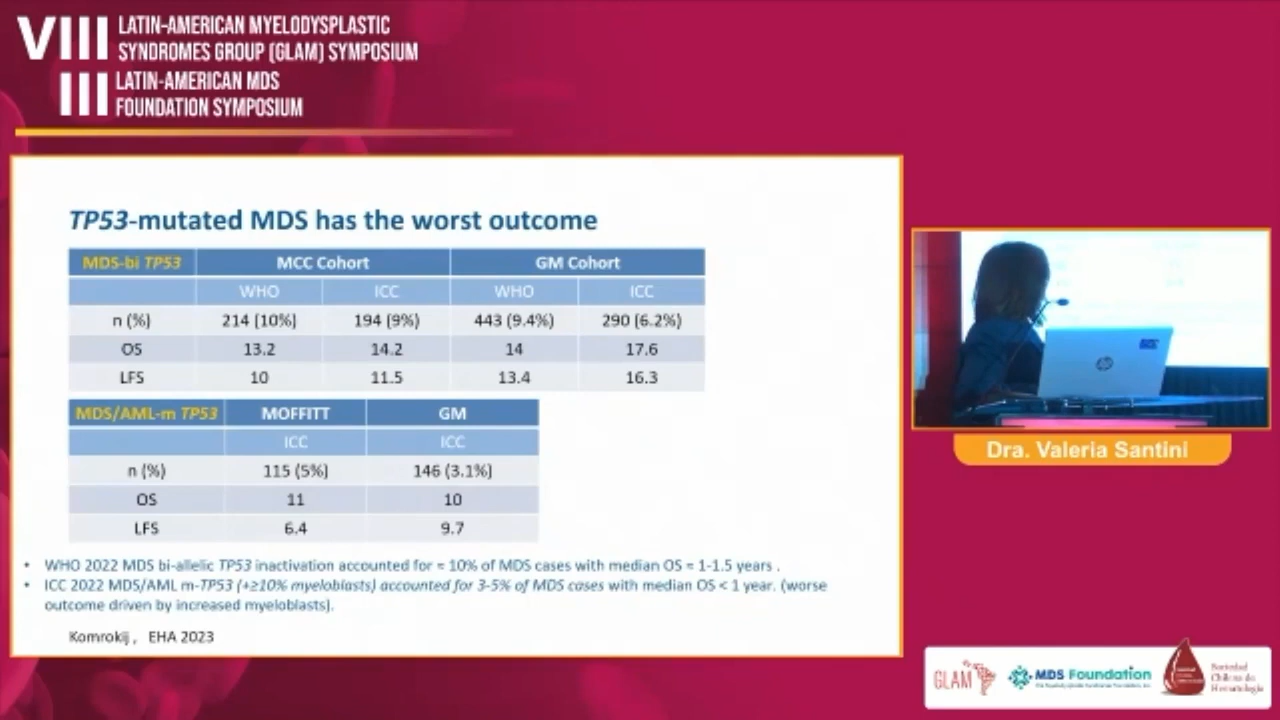 VIII LATIN-AMERICAN MYELODYSPLASTIC
SYNDROMES GROUP (GLAM) SYMPOSIUM
III LATIN-AMERICAN MDS
FOUNDATION SYMPOSIUM
TP53-mutated MDS has the worst outcome
MDS-bi TP53 MCC Cohort GM Cohort
WHO ICC WHO ICC
n (%) 214 (10%) 194 (9%) 443 (9.4%) 290 (6.2%)
OS 13.2 14.2 14 17.6
LFS 10 11.5 13.4 16.3
MDS/AML-m TP53 MOFFITT GM
ICC ICC
n (%) 115 (5%) 146 (3.1%)
OS 11 10
LFS 6.4 9.7
• WHO 2022 MDS bi-allelic TP53 inactivation accounted for ≈ 10% of MDS cases with median OS ≈ 1-1.5 years .
• ICC 2022 MDS/AML m-TP53 (+≥10% myeloblasts) accounted for 3-5% of MDS cases with median OS < 1 year. (worse
outcome driven by increased myeloblasts).
Komrokij , EHA 2023
Dra. Valeria Santini
GLAM
MDS Foundation
Sociedad
Chilena de
Hematología